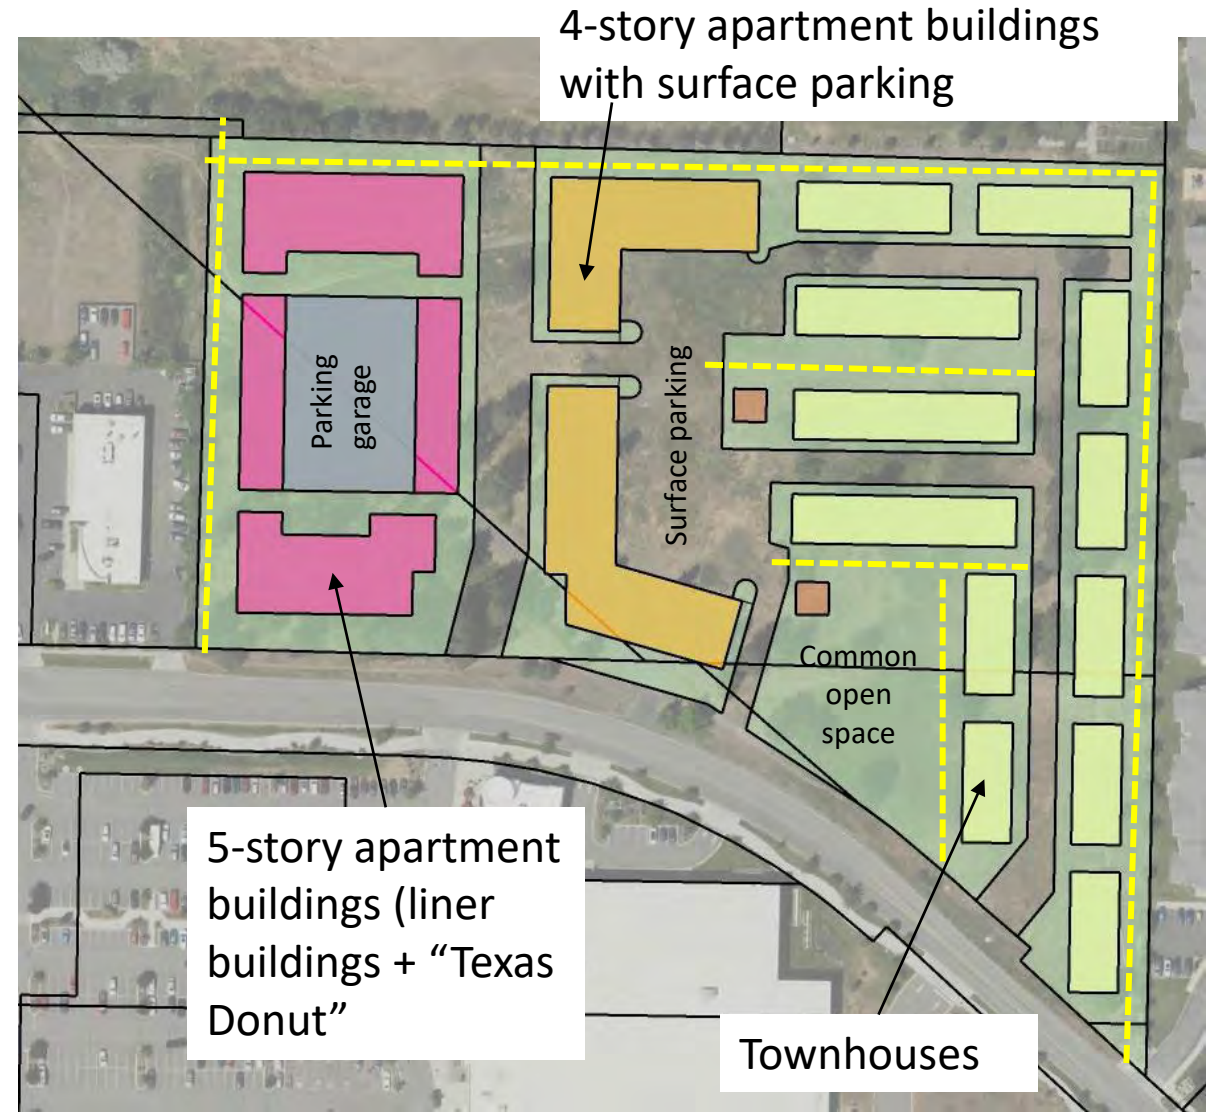 4-story apartment buildings
with surface parking
Parking
garage
Surface parking
Common
open
space
5-story apartment
buildings (liner
buildings + “Texas
Donut”
Townhouses